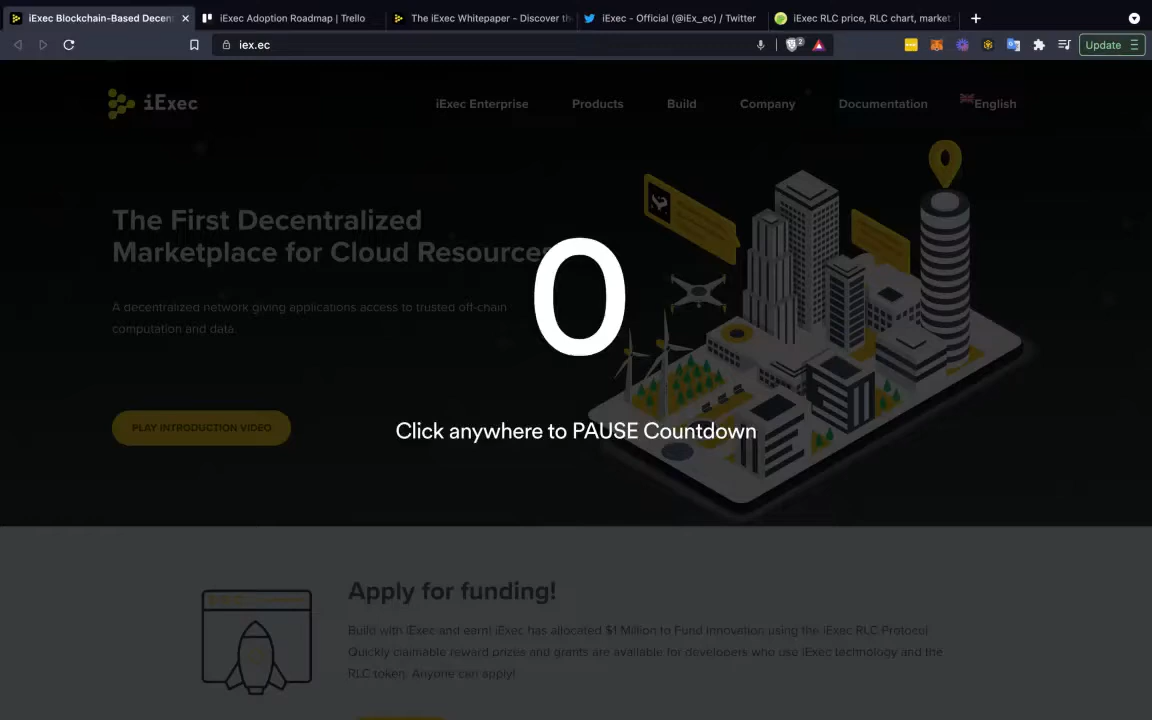 iExec Blockchain-Based Decen
iExec Adoption Roadmap | Trello
The iExec Whitepaper - Discover th
iExec - Official (@iEx_ec) / Twitter
iExec RLC price, RLC chart, market
iex.ec
2
Update
iExec
iExec Enterprise
Products
Build
Company
Documentation
English
The First Decentralized
Marketplace for Cloud Resources
A decentralized network giving applications access to trusted off-chain
computation and data.
PLAY INTRODUCTION VIDEO
0
Click anywhere to PAUSE Countdown
Apply for funding!
Build with iExec and earn! iExec has allocated $1 Million to Fund Innovation using the iExec RLC Protocol.
Quickly claimable reward prizes and grants are available for developers who use iExec technology and the
RLC token. Anyone can apply!